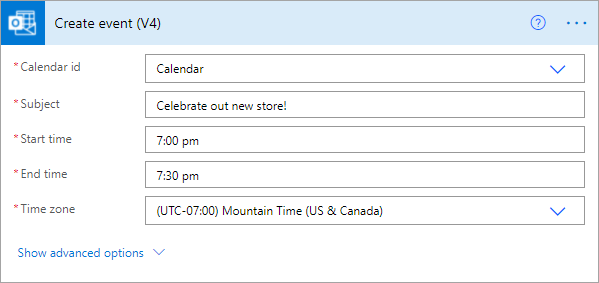 Create event (V4)
* Calendar id Calendar
* Subject Celebrate out new store!
* Start time 7:00 pm
* End time 7:30 pm
* Time zone (UTC-07:00) Mountain Time (US & Canada)
Show advanced options